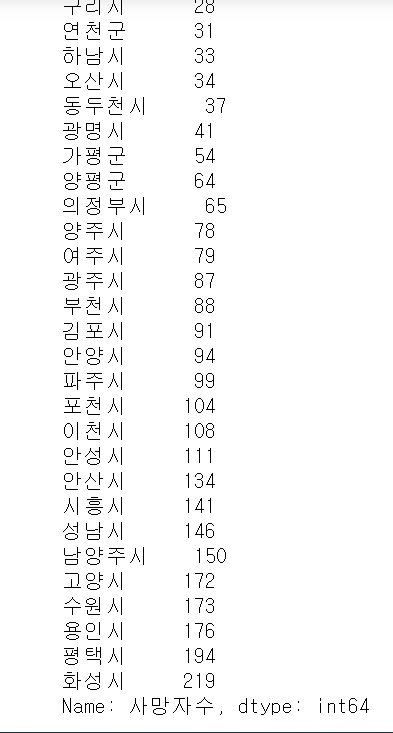 구리시 28
연천군 31
하남시 33
오산시 34
동두천시 37
광명시 41
가평군 54
양평군 64
의정부시 65
양주시 78
여주시 79
광주시 87
부천시 88
김포시 91
안양시 94
파주시 99
포천시 104
이천시 108
안성시 111
안산시 134
시흥시 141
성남시 146
남양주시 150
고양시 172
수원시 173
용인시 176
평택시 194
화성시 219
Name: 사망자수, dtype: int64